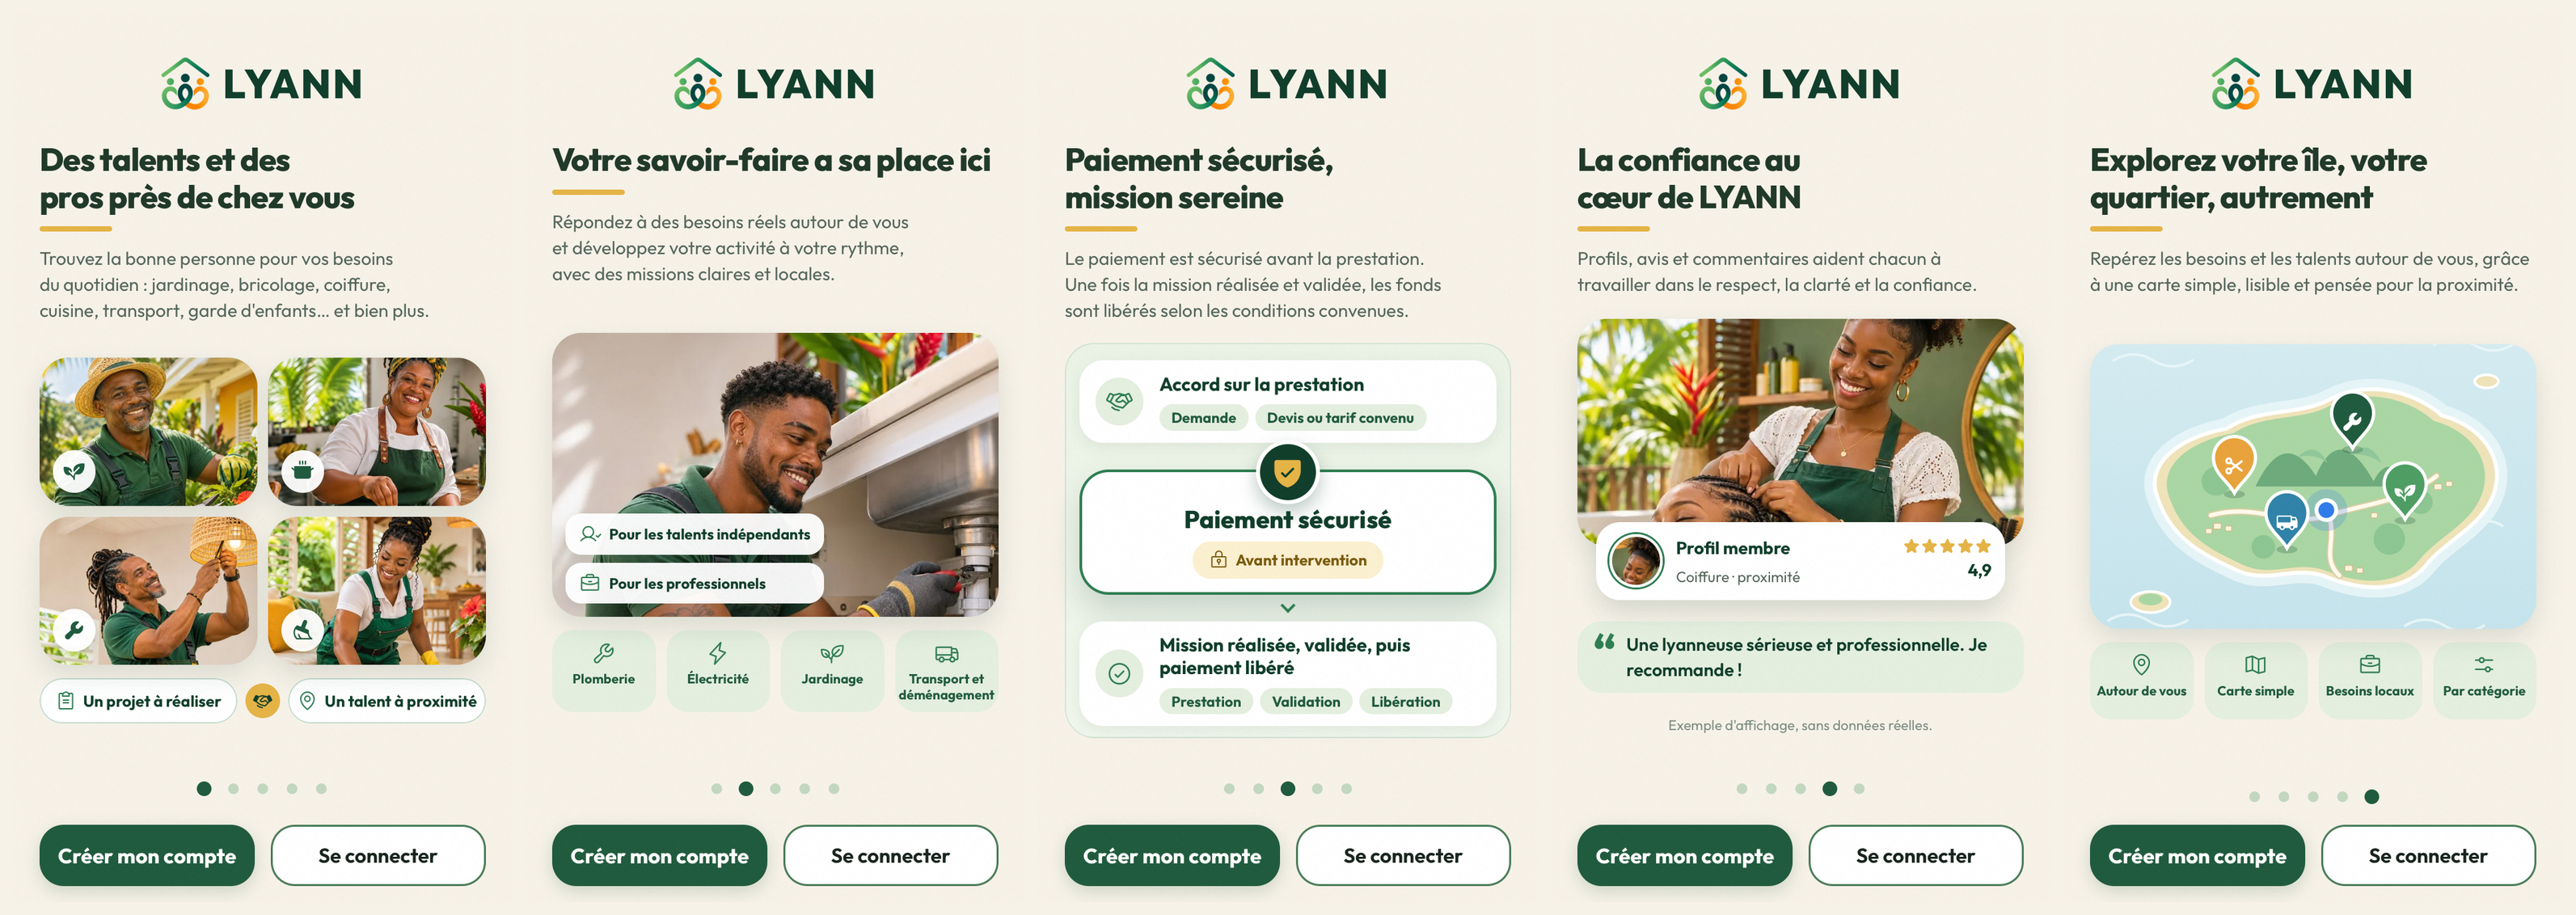 LYANN
Des talents et des
pros près de chez vous
Trouvez la bonne personne pour vos besoins
du quotidien : jardinage, bricolage, coiffure,
cuisine, transport, garde d'enfants... et bien plus.
Un projet à réaliser
Un talent à proximité
Créer mon compte
Se connecter
LYANN
Votre savoir-faire a sa place ici
Répondez à des besoins réels autour de vous
et développez votre activité à votre rythme,
avec des missions claires et locales.
Pour les talents indépendants
Pour les professionnels
Plomberie
Électricité
Jardinage
Transport et
déménagement
Créer mon compte
Se connecter
LYANN
Paiement sécurisé,
mission sereine
Le paiement est sécurisé avant la prestation.
Une fois la mission réalisée et validée, les fonds
sont libérés selon les conditions convenues.
Accord sur la prestation
Demande
Devis ou tarif convenu
Paiement sécurisé
Avant intervention
Mission réalisée, validée, puis
paiement libéré
Prestation
Validation
Libération
Créer mon compte
Se connecter
LYANN
La confiance au
cœur de LYANN
Profils, avis et commentaires aident chacun à
travailler dans le respect, la clarté et la confiance.
Profil membre
Coiffure · proximité
4,9
“ Une lyanneuse sérieuse et professionnelle. Je
recommande !
Exemple d'affichage, sans données réelles.
Créer mon compte
Se connecter
LYANN
Explorez votre île, votre
quartier, autrement
Repérez les besoins et les talents autour de vous, grâce
à une carte simple, lisible et pensée pour la proximité.
Autour de vous
Carte simple
Besoins locaux
Par catégorie
Créer mon compte
Se connecter